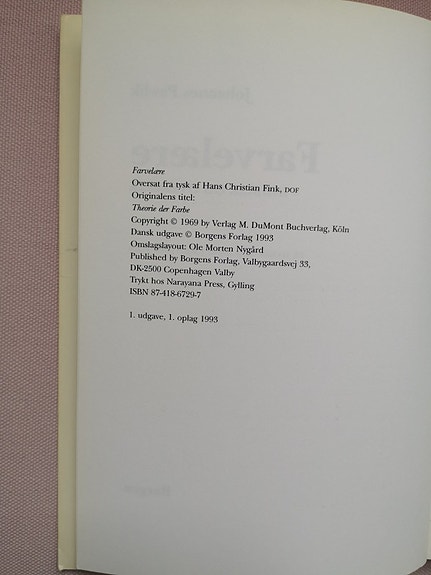 Farvelære
Oversat fra tysk af Hans Christian Fink, DOF
Originalens titel:
Theorie der Farbe
Copyright © 1969 by Verlag M. DuMont Buchverlag, Köln
Dansk udgave © Borgens Forlag 1993
Omslagslayout: Ole Morten Nygård
Published by Borgens Forlag, Valbygaardsvej 33,
DK-2500 Copenhagen Valby
Trykt hos Narayana Press, Gylling
ISBN 87-418-6729-7
1. udgave, 1. oplag 1993